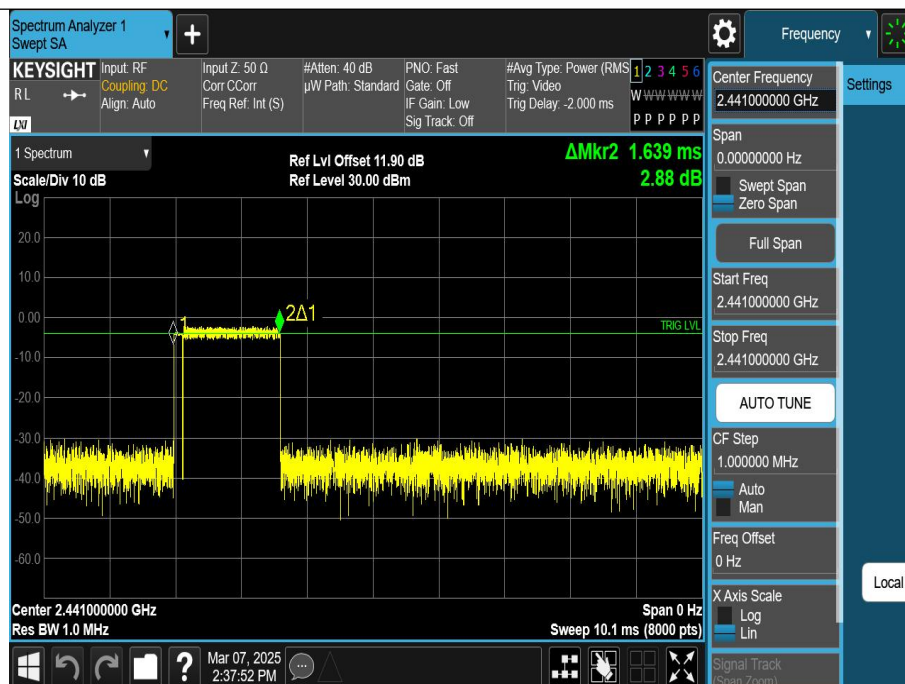 Spectrum Analyzer 1
Swept SA
Frequency
KEYSIGHT
RL
LXI
Input: RF
Coupling: DC
Align: Auto
Input Z: 50 Ω
Corr CCorr
Freq Ref: Int (S)
#Atten: 40 dB
µW Path: Standard
PNO: Fast
Gate: Off
IF Gain: Low
Sig Track: Off
#Avg Type: Power (RMS
Trig: Video
Trig Delay: -2.000 ms
1 2 3 4 5 6
W W W W W W
P P P P P P
1 Spectrum
Scale/Div 10 dB
Log
Ref Lvl Offset 11.90 dB
Ref Level 30.00 dBm
ΔMkr2 1.639 ms
2.88 dB
20.0
10.0
0.00
-10.0
-20.0
-30.0
-40.0
-50.0
-60.0
1
2Δ1
TRIG LVL
Center 2.441000000 GHz
Res BW 1.0 MHz
Span 0 Hz
Sweep 10.1 ms (8000 pts)
Mar 07, 2025
2:37:52 PM
Center Frequency
2.441000000 GHz
Span
0.00000000 Hz
Swept Span
Zero Span
Full Span
Start Freq
2.441000000 GHz
Stop Freq
2.441000000 GHz
AUTO TUNE
CF Step
1.000000 MHz
Auto
Man
Freq Offset
0 Hz
X Axis Scale
Log
Lin
Signal Track
(Span Zoom)
Settings
Local